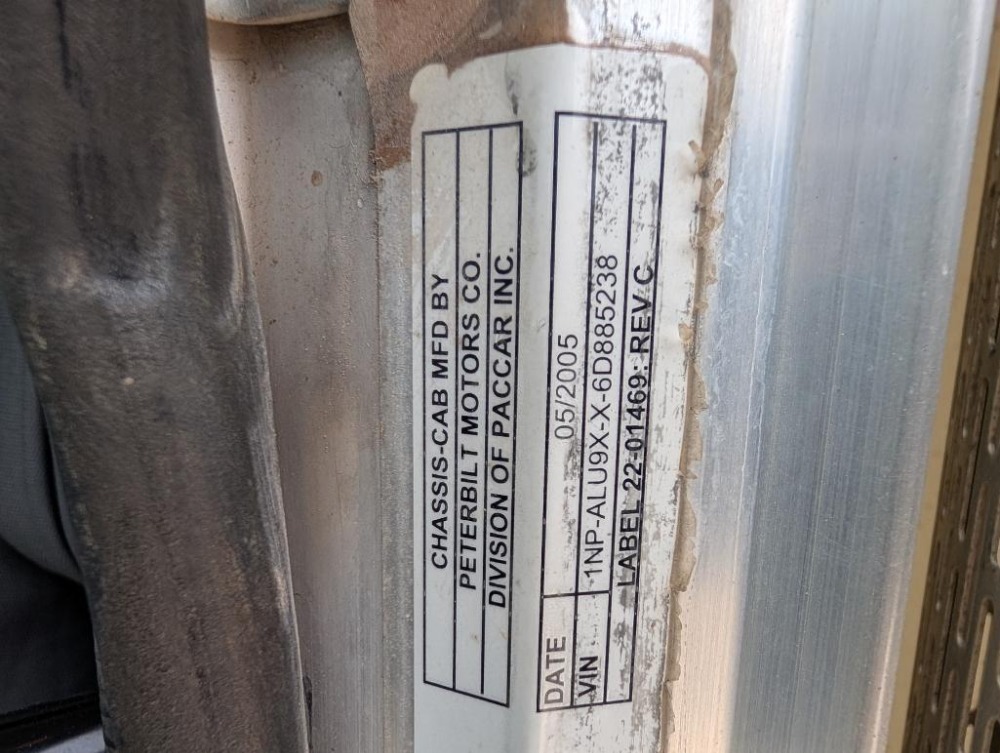 CHASSIS-CAB MFD BY
PETERBILT MOTORS CO.
DIVISION OF PACCAR INC.
DATE 05/2005
VIN 1NP-ALU9X-X-6D885238
LABEL 22-01469: REV C